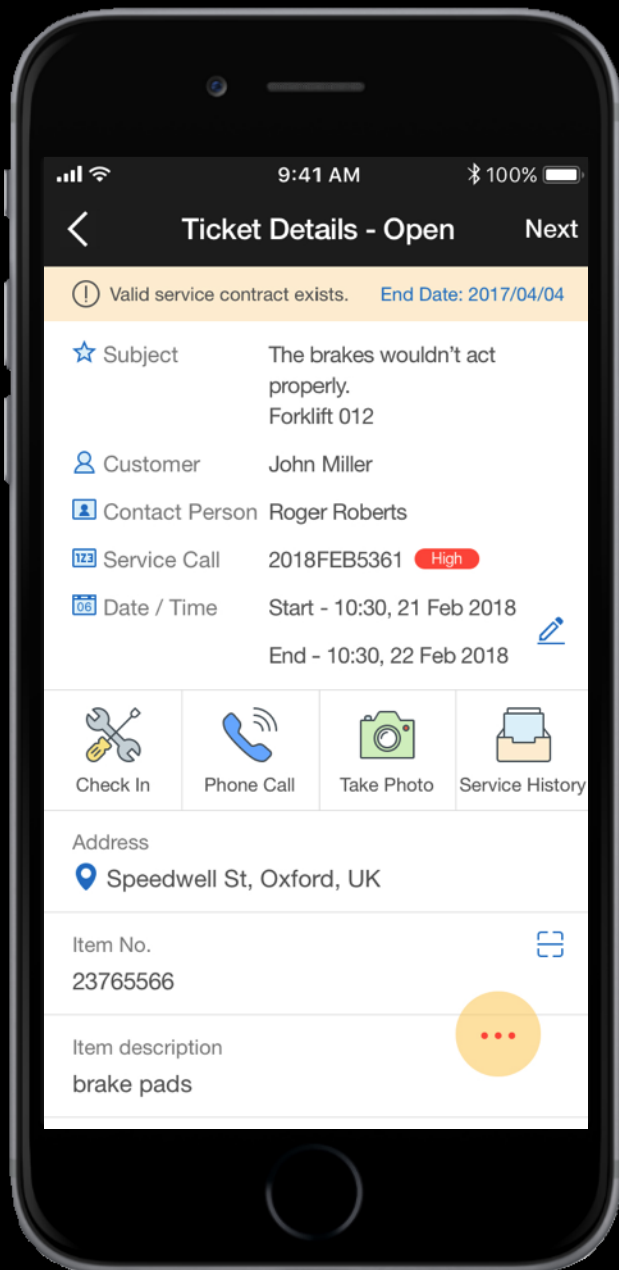 9:41 AM
100%
Ticket Details - Open
Next
Valid service contract exists. End Date: 2017/04/04
Subject
The brakes wouldn't act
properly.
Forklift 012
Customer
John Miller
Contact Person
Roger Roberts
123
Service Call
2018FEB5361
High
06
Date / Time
Start - 10:30, 21 Feb 2018
End - 10:30, 22 Feb 2018
Check In
Phone Call
Take Photo
Service History
Address
Speedwell St, Oxford, UK
Item No.
23765566
Item description
brake pads